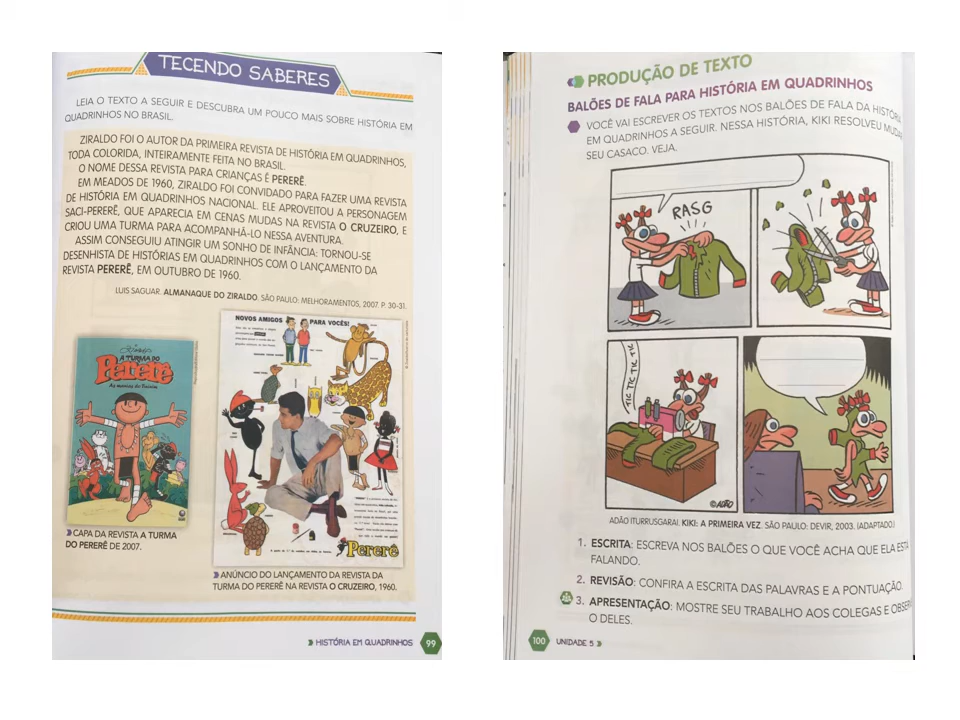 TECENDO SABERES
LEIA O TEXTO A SEGUIR E DESCUBRA UM POUCO MAIS SOBRE HISTÓRIA EM
QUADRINHOS NO BRASIL.
ZIRALDO FOI O AUTOR DA PRIMEIRA REVISTA DE HISTÓRIA EM QUADRINHOS,
TODA COLORIDA, INTEIRAMENTE FEITA NO BRASIL.
O NOME DESSA REVISTA PARA CRIANÇAS É PERERÊ.
EM MEADOS DE 1960, ZIRALDO FOI CONVIDADO PARA FAZER UMA REVISTA
DE HISTÓRIA EM QUADRINHOS NACIONAL. ELE APROVEITOU A PERSONAGEM
SACI-PERERÊ, QUE APARECIA EM CENAS MUDAS NA REVISTA O CRUZEIRO, E
CRIOU UMA TURMA PARA ACOMPANHÁ-LO NESSA AVENTURA.
ASSIM CONSEGUIU ATINGIR UM SONHO DE INFÂNCIA: TORNOU-SE
DESENHISTA DE HISTÓRIAS EM QUADRINHOS COM O LANÇAMENTO DA
REVISTA PERERÊ, EM OUTUBRO DE 1960.
LUIS SAGUAR. ALMANAQUE DO ZIRALDO. SÃO PAULO: MELHORAMENTOS, 2007. P. 30-31.
A TURMA DO
Pererê
CAPA DA REVISTA A TURMA
DO PERERÊ DE 2007.
NOVOS AMIGOS PARA VOCÊS!
Pererê
ANÚNCIO DO LANÇAMENTO DA REVISTA DA
TURMA DO PERERÊ NA REVISTA O CRUZEIRO, 1960.
HISTÓRIA EM QUADRINHOS 99
PRODUÇÃO DE TEXTO
BALÕES DE FALA PARA HISTÓRIA EM QUADRINHOS
VOCÊ VAI ESCREVER OS TEXTOS NOS BALÕES DE FALA DA HISTÓRIA
EM QUADRINHOS A SEGUIR. NESSA HISTÓRIA, KIKI RESOLVEU MUDA
SEU CASACO. VEJA.
RASG
TIC TIC TIC TIC
©ADÃO
ADÃO ITURRUSGARAI. KIKI: A PRIMEIRA VEZ. SÃO PAULO: DEVIR, 2003. (ADAPTADO.)
1. ESCRITA: ESCREVA NOS BALÕES O QUE VOCÊ ACHA QUE ELA ESTÁ
FALANDO.
2. REVISÃO: CONFIRA A ESCRITA DAS PALAVRAS E A PONTUAÇÃO.
3. APRESENTAÇÃO: MOSTRE SEU TRABALHO AOS COLEGAS E OBSER
O DELES.
100 UNIDADE 5